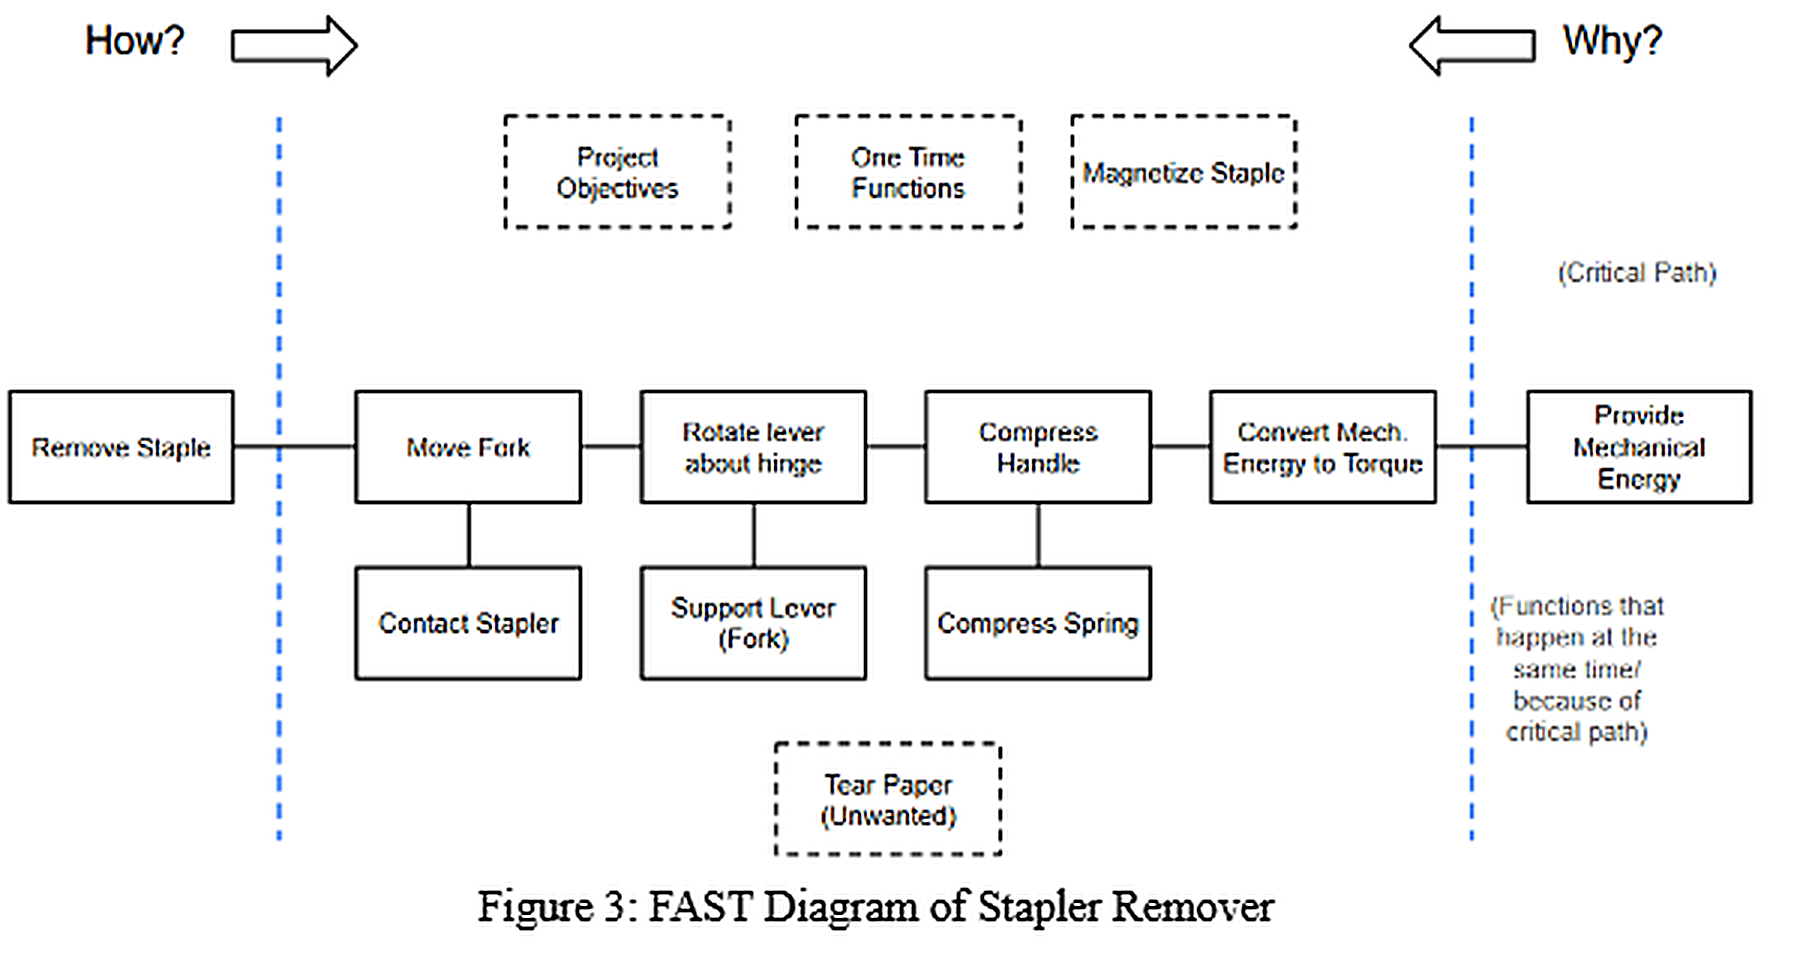 How?
Why?
Project
Objectives
One Time
Functions
Magnetize Staple
(Critical Path)
Remove Staple
Move Fork
Rotate lever
about hinge
Compress
Handle
Convert Mech.
Energy to Torque
Provide
Mechanical
Energy
Contact Stapler
Support Lever
(Fork)
Compress Spring
(Functions that
happen at the
same time/
because of
critical path)
Tear Paper
(Unwanted)
Figure 3: FAST Diagram of Stapler Remover